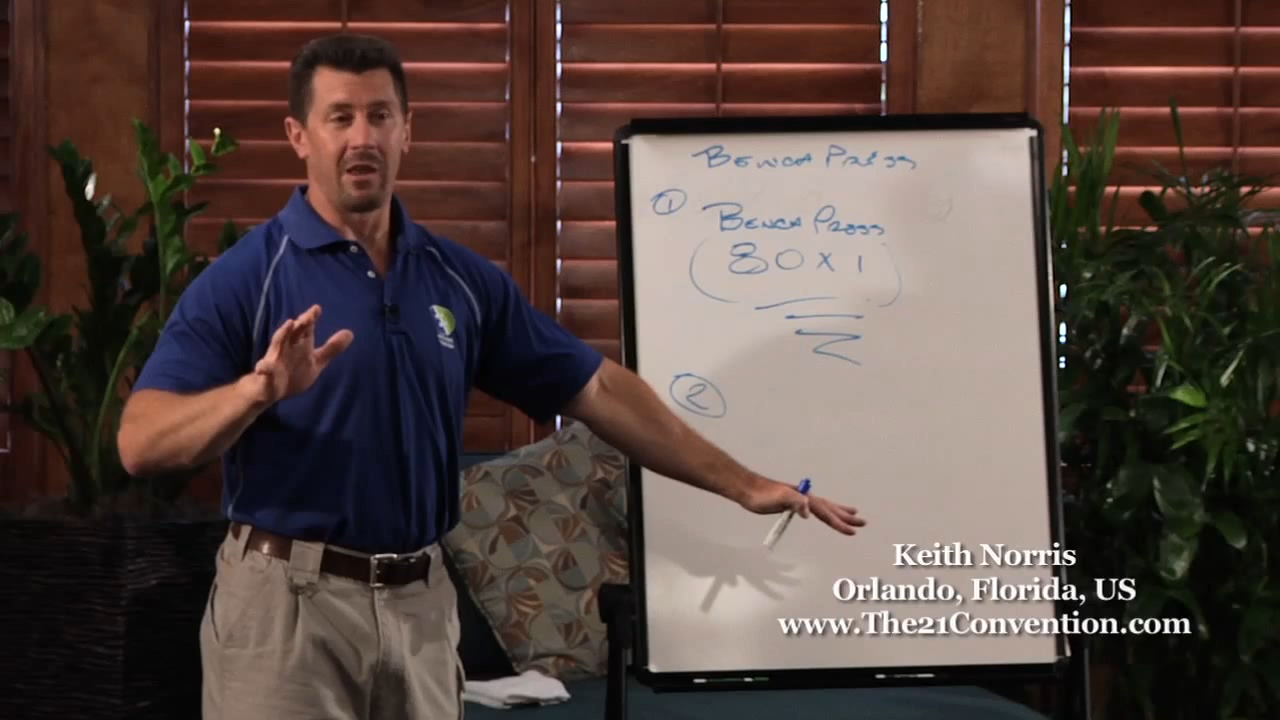 BENCH PRESS
①
BENCH PRESS
(80 x 1)
②
Keith Norris
Orlando, Florida, US
www.The21Convention.com